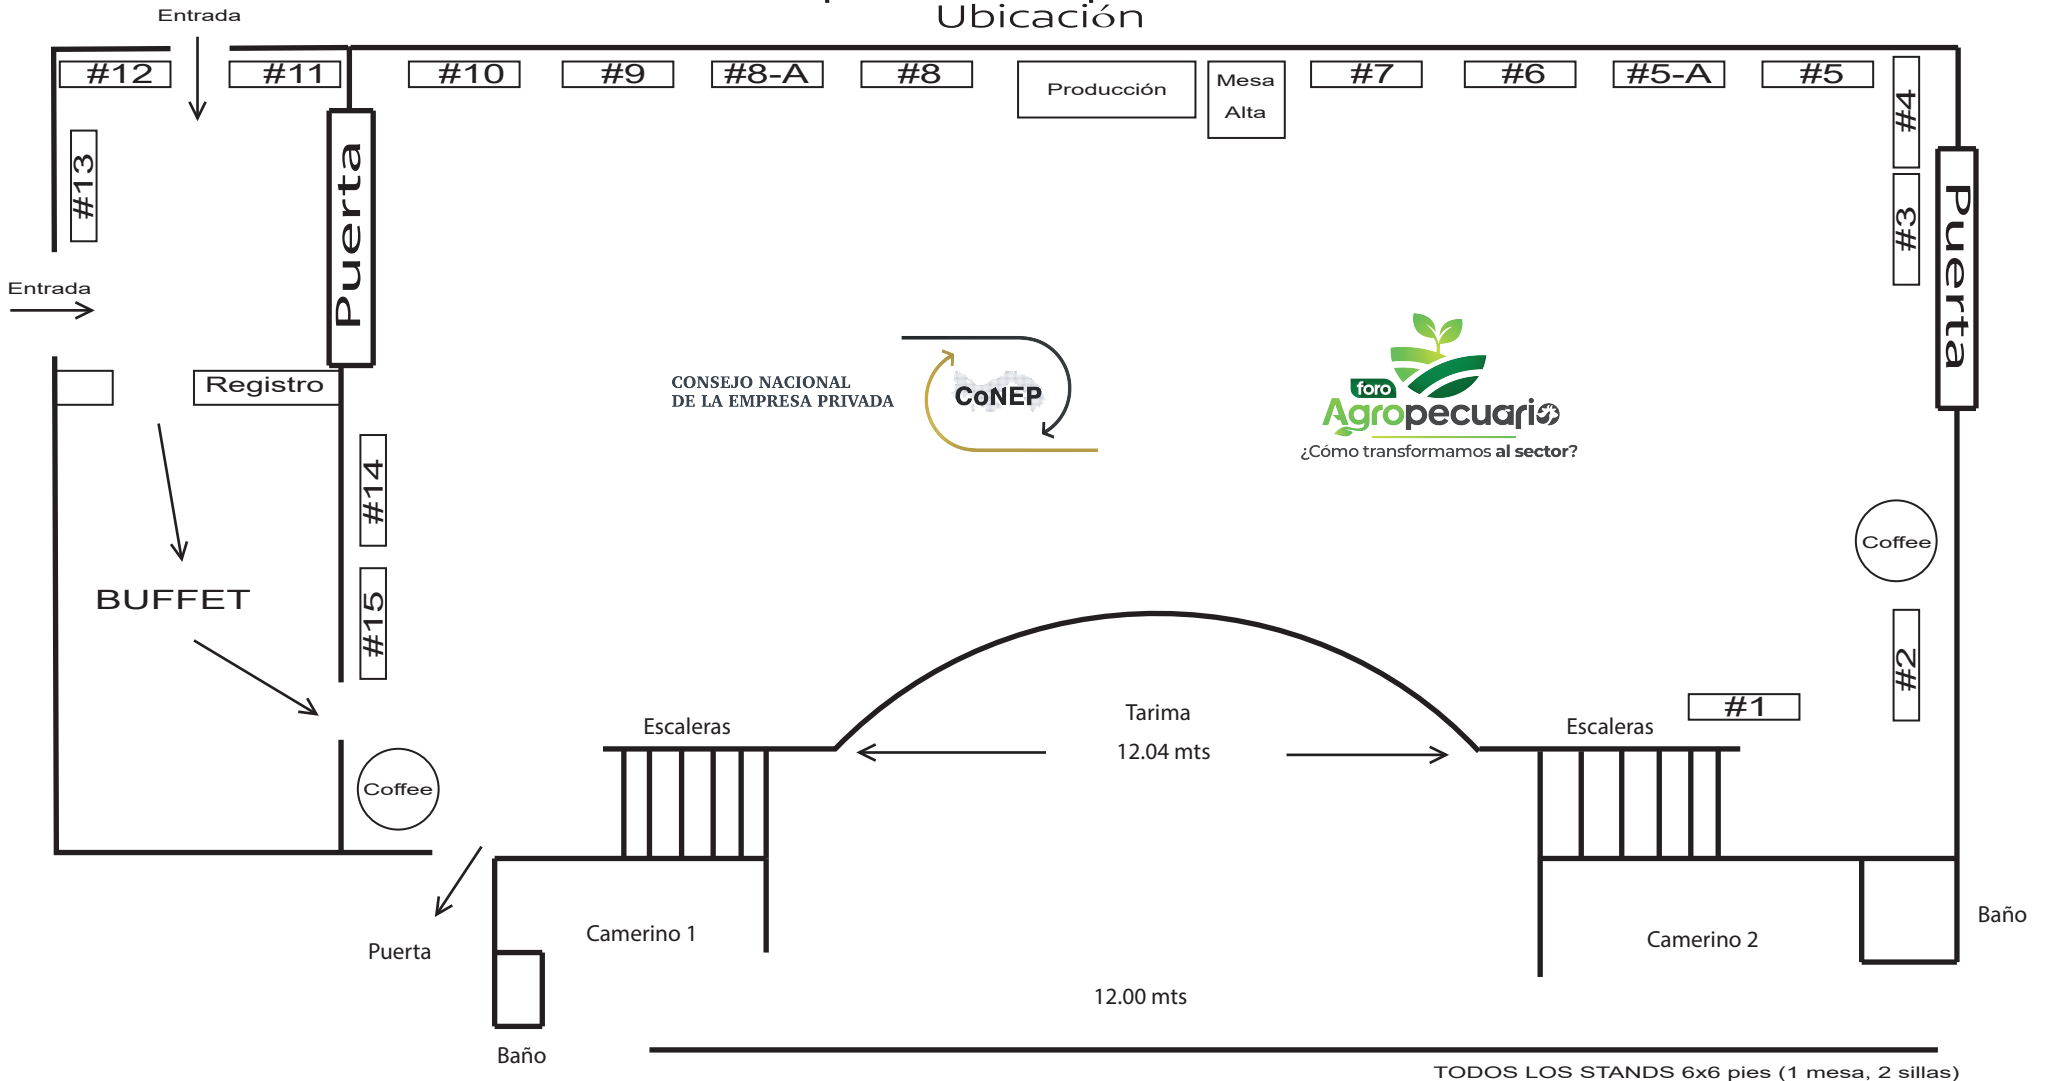 Ubicación
Entrada
#12
#11
#10
#9
#8-A
#8
Producción
Mesa
Alta
#7
#6
#5-A
#5
#4
#3
#13
Puerta
Puerta
Entrada
Registro
CONSEJO NACIONAL
DE LA EMPRESA PRIVADA
CoNEP
foro
Agropecuario
¿Cómo transformamos al sector?
#14
#15
BUFFET
Coffee
#2
#1
Escaleras
Tarima
12.04 mts
Escaleras
Coffee
Puerta
Camerino 1
Camerino 2
Baño
12.00 mts
Baño
TODOS LOS STANDS 6x6 pies (1 mesa, 2 sillas)